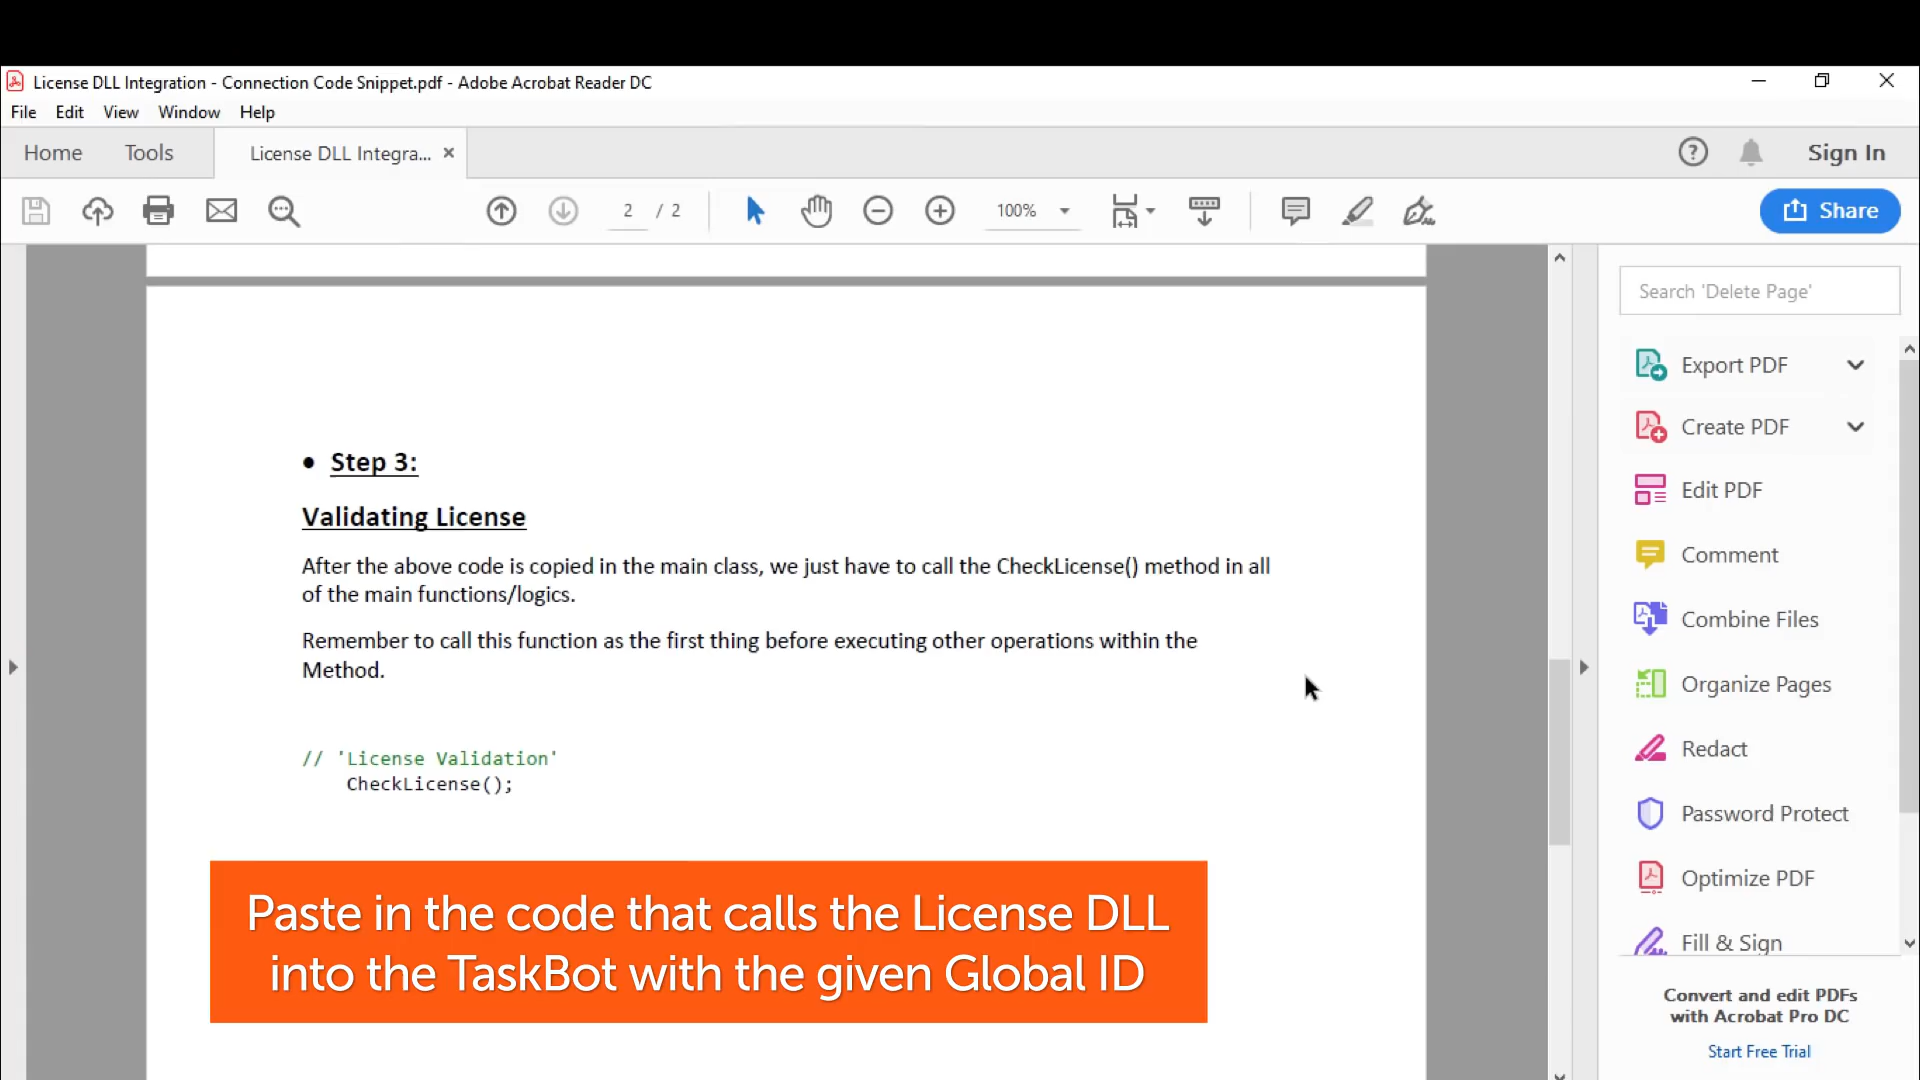 License DLL Integration - Connection Code Snippet.pdf - Adobe Acrobat Reader DC
File Edit View Window Help
Home Tools License DLL Integra... × Sign In
2 / 2 100% Share
Search 'Delete Page'
Export PDF
Create PDF
Edit PDF
Comment
Combine Files
Organize Pages
Redact
Password Protect
Optimize PDF
Fill & Sign
Convert and edit PDFs
with Acrobat Pro DC
Start Free Trial
• Step 3:
Validating License
After the above code is copied in the main class, we just have to call the CheckLicense() method in all
of the main functions/logics.
Remember to call this function as the first thing before executing other operations within the
Method.
// 'License Validation'
CheckLicense();
Paste in the code that calls the License DLL
into the TaskBot with the given Global ID